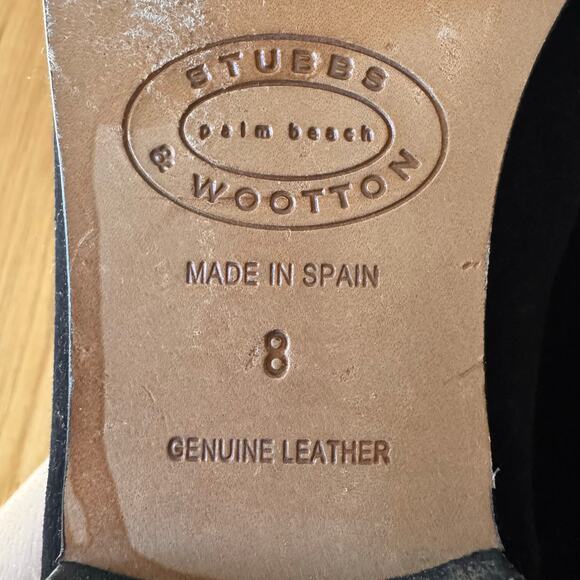 STUBBS
palm beach
& WOOTTON
MADE IN SPAIN
8
GENUINE LEATHER